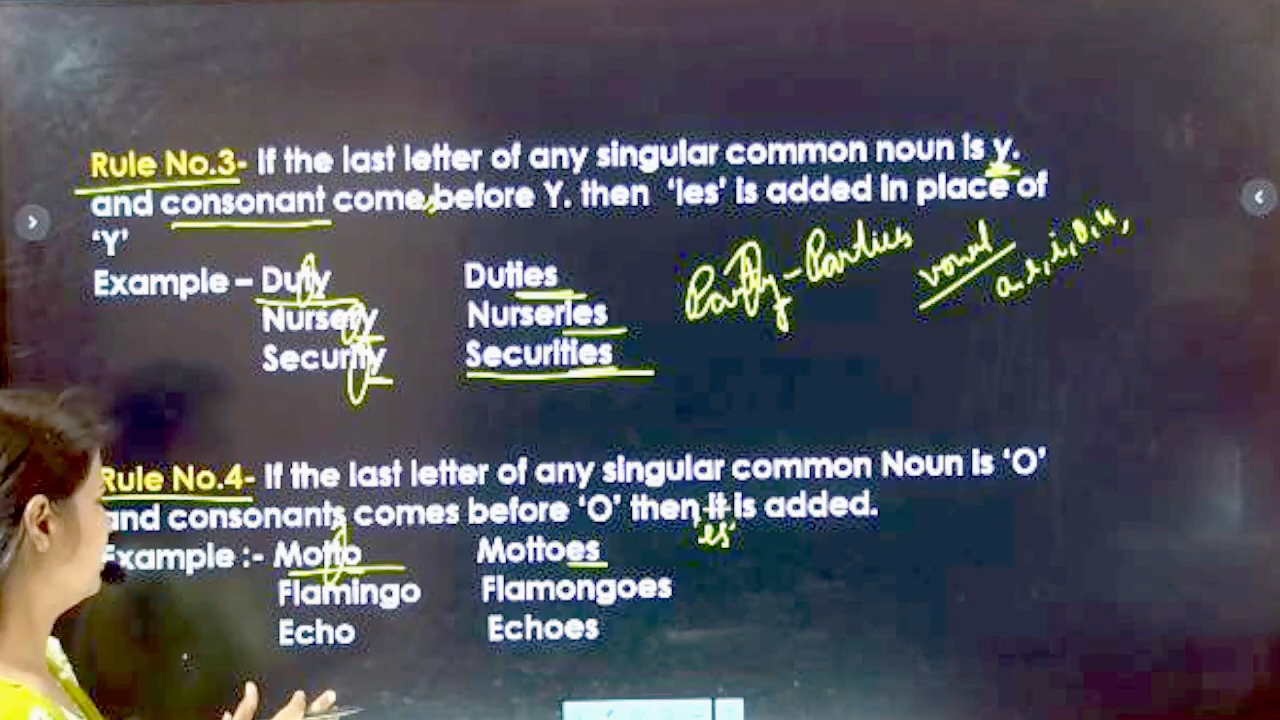 Rule No.3- If the last letter of any singular common noun is y.
and consonant come,before Y. then ‘ies’ is added in place of
‘Y’
Example – Duty Duties
Nursery Nurseries
Security Securities
Party - Parties
vowel
a, e, i, o, u,
Rule No.4- If the last letter of any singular common Noun is ‘O’
and consonants comes before ‘O’ then it is added.
'es'
Example :- Motto Mottoes
Flamingo Flamongoes
Echo Echoes